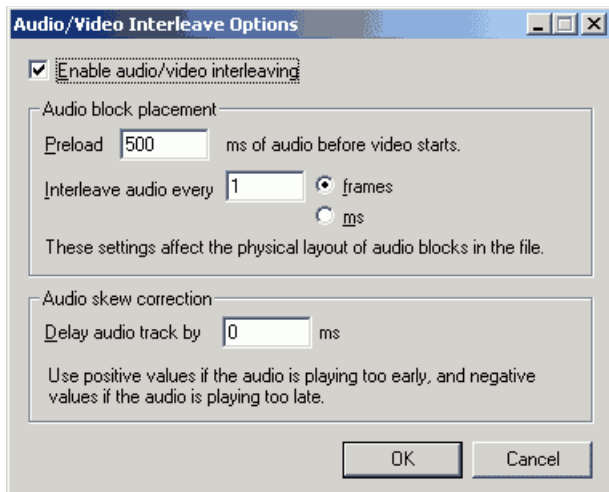 Audio/Video Interleave Options
Enable audio/video interleaving
Audio block placement
Preload 500 ms of audio before video starts.
Interleave audio every 1 frames
ms
These settings affect the physical layout of audio blocks in the file.
Audio skew correction
Delay audio track by 0 ms
Use positive values if the audio is playing too early, and negative
values if the audio is playing too late.
OK Cancel